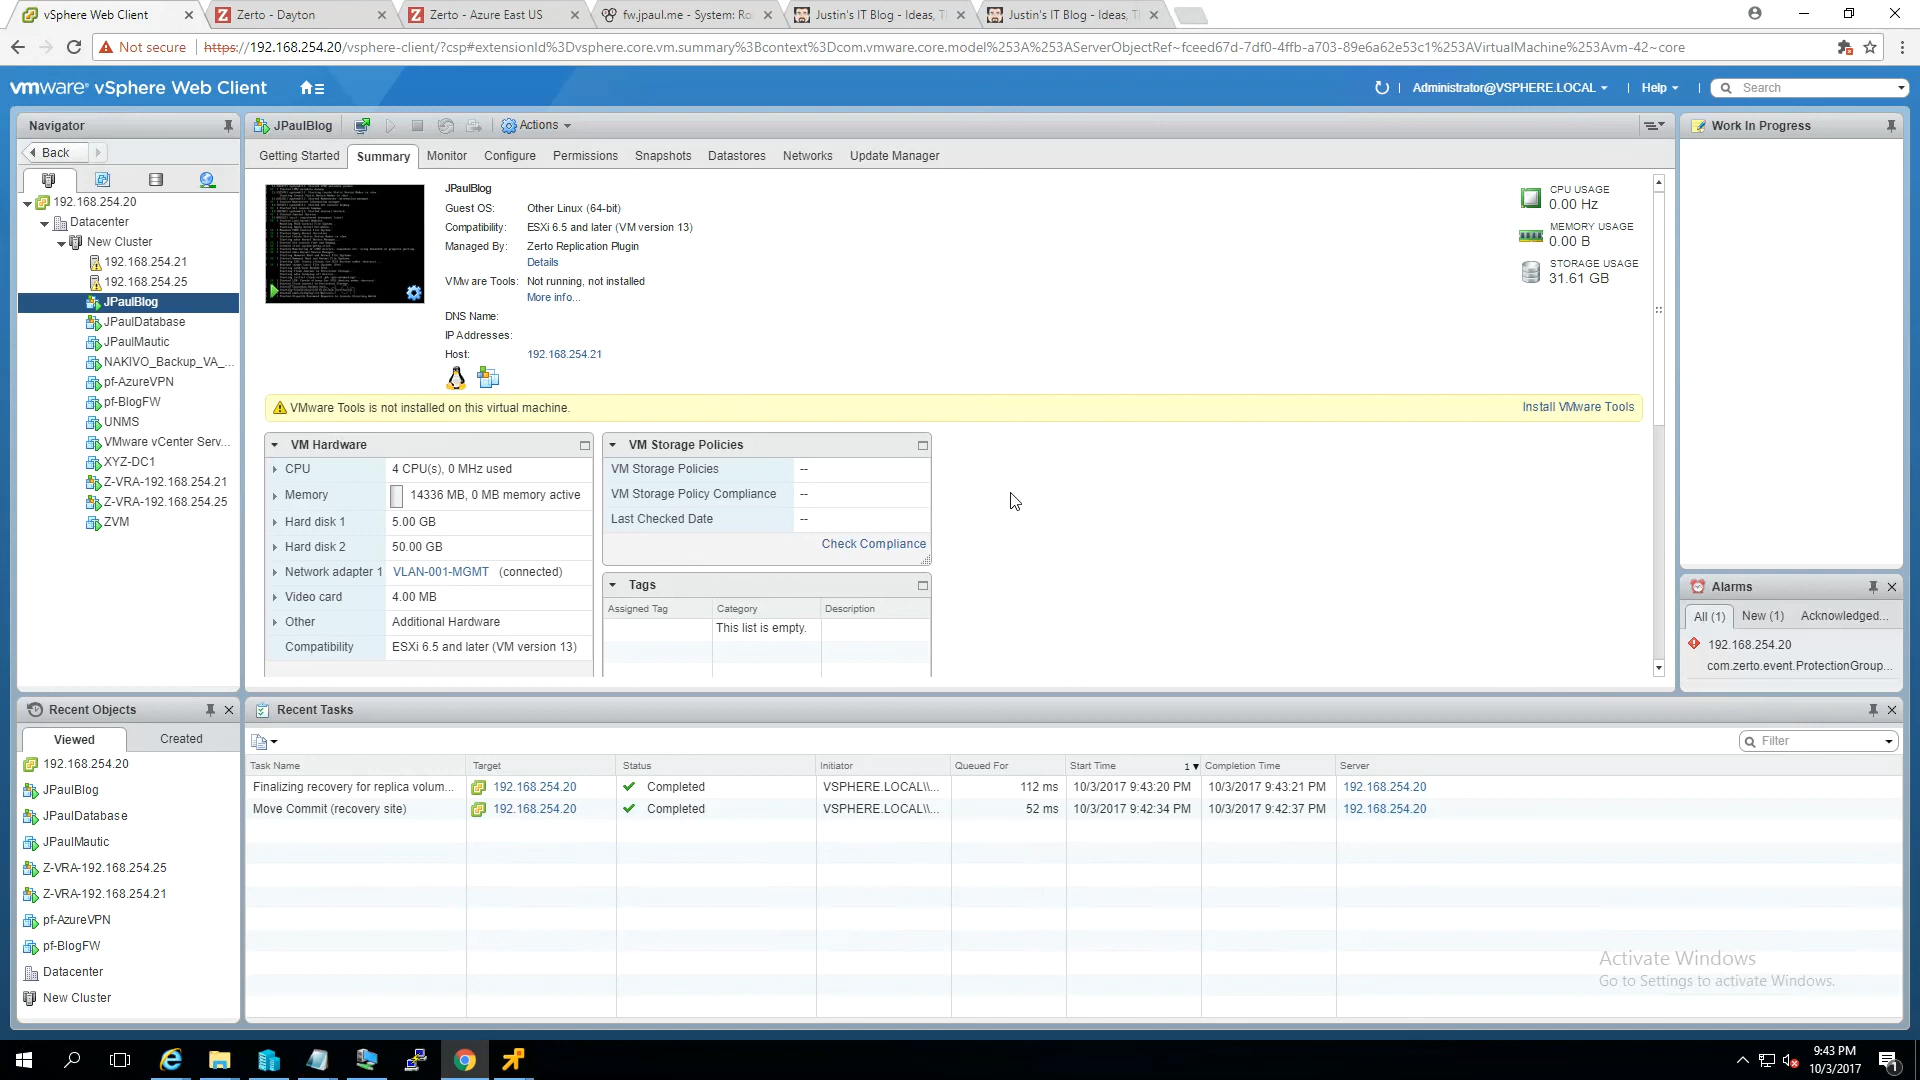 vSphere Web Client
Zerto - Dayton
Zerto - Azure East US
fw.jpaul.me - System: Ro
Justin's IT Blog - Ideas, T
Justin's IT Blog - Ideas, T
Not secure
https://192.168.254.20/vsphere-client/?csp#extensionId%3Dvsphere.core.vm.summary%3Bcontext%3Dcom.vmware.core.model%253A%253AServerObjectRef~fceed67d-7df0-4ffb-a703-89e6a62e53c1%253AVirtualMachine%253Avm-42~core
vmware® vSphere Web Client
Administrator@VSPHERE.LOCAL
Help
Search
Navigator
Back
192.168.254.20
Datacenter
New Cluster
192.168.254.21
192.168.254.25
JPaulBlog
JPaulDatabase
JPaulMautic
NAKIVO_Backup_VA_...
pf-AzureVPN
pf-BlogFW
UNMS
VMware vCenter Serv...
XYZ-DC1
Z-VRA-192.168.254.21
Z-VRA-192.168.254.25
ZVM
JPaulBlog
Actions
Getting Started Summary Monitor Configure Permissions Snapshots Datastores Networks Update Manager
JPaulBlog
Guest OS: Other Linux (64-bit)
Compatibility: ESXi 6.5 and later (VM version 13)
Managed By: Zerto Replication Plugin
Details
VMware Tools: Not running, not installed
More info...
DNS Name:
IP Addresses:
Host: 192.168.254.21
CPU USAGE
0.00 Hz
MEMORY USAGE
0.00 B
STORAGE USAGE
31.61 GB
VMware Tools is not installed on this virtual machine.
Install VMware Tools
VM Hardware
CPU 4 CPU(s), 0 MHz used
Memory 14336 MB, 0 MB memory active
Hard disk 1 5.00 GB
Hard disk 2 50.00 GB
Network adapter 1 VLAN-001-MGMT (connected)
Video card 4.00 MB
Other Additional Hardware
Compatibility ESXi 6.5 and later (VM version 13)
VM Storage Policies
VM Storage Policies --
VM Storage Policy Compliance --
Last Checked Date --
Check Compliance
Tags
Assigned Tag Category Description
This list is empty.
Work In Progress
Alarms
All (1) New (1) Acknowledged...
192.168.254.20
com.zerto.event.ProtectionGroup...
Recent Objects
Viewed Created
192.168.254.20
JPaulBlog
JPaulDatabase
JPaulMautic
Z-VRA-192.168.254.25
Z-VRA-192.168.254.21
pf-AzureVPN
pf-BlogFW
Datacenter
New Cluster
Recent Tasks
Filter
Task Name Target Status Initiator Queued For Start Time 1 ▼ Completion Time Server
Finalizing recovery for replica volum... 192.168.254.20 Completed VSPHERE.LOCAL\\... 112 ms 10/3/2017 9:43:20 PM 10/3/2017 9:43:21 PM 192.168.254.20
Move Commit (recovery site) 192.168.254.20 Completed VSPHERE.LOCAL\\... 52 ms 10/3/2017 9:42:34 PM 10/3/2017 9:42:37 PM 192.168.254.20
Activate Windows
Go to Settings to activate Windows.
9:43 PM
10/3/2017
1